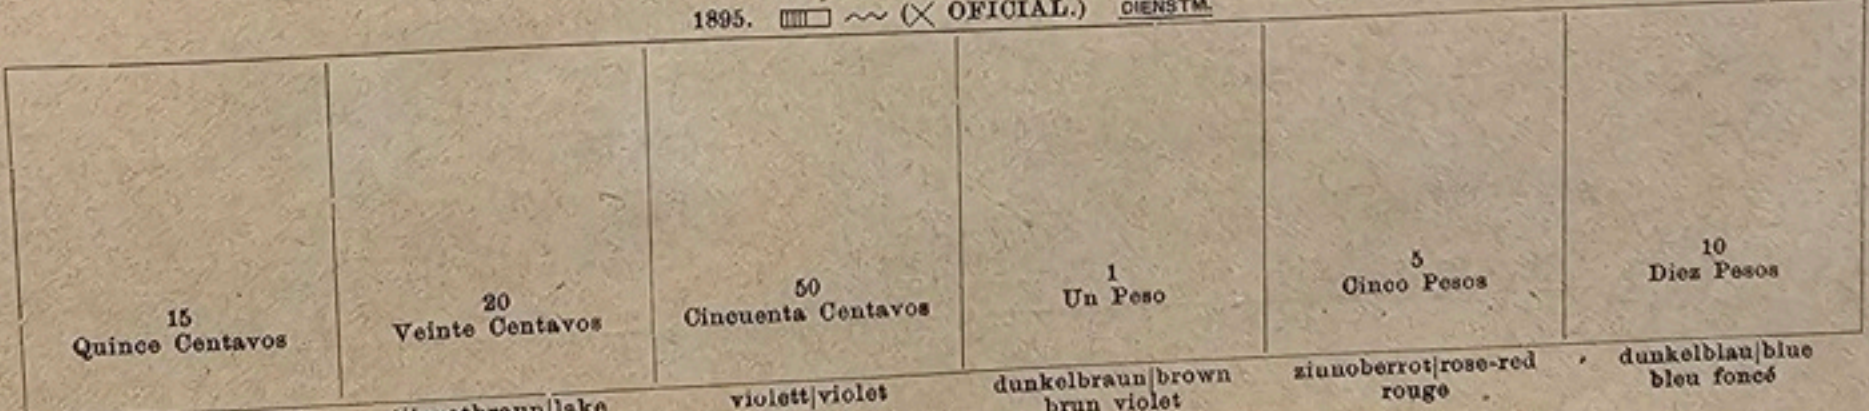 1895. (X OFICIAL.) DIENSTM.
15
Quince Centavos
20
Veinte Centavos
50
Cincuenta Centavos
1
Un Peso
5
Cinco Pesos
10
Diez Pesos
violett|violet
dunkelbraun|brown
brun violet
zinnoberrot|rose-red
rouge
dunkelblau|blue
bleu foncé